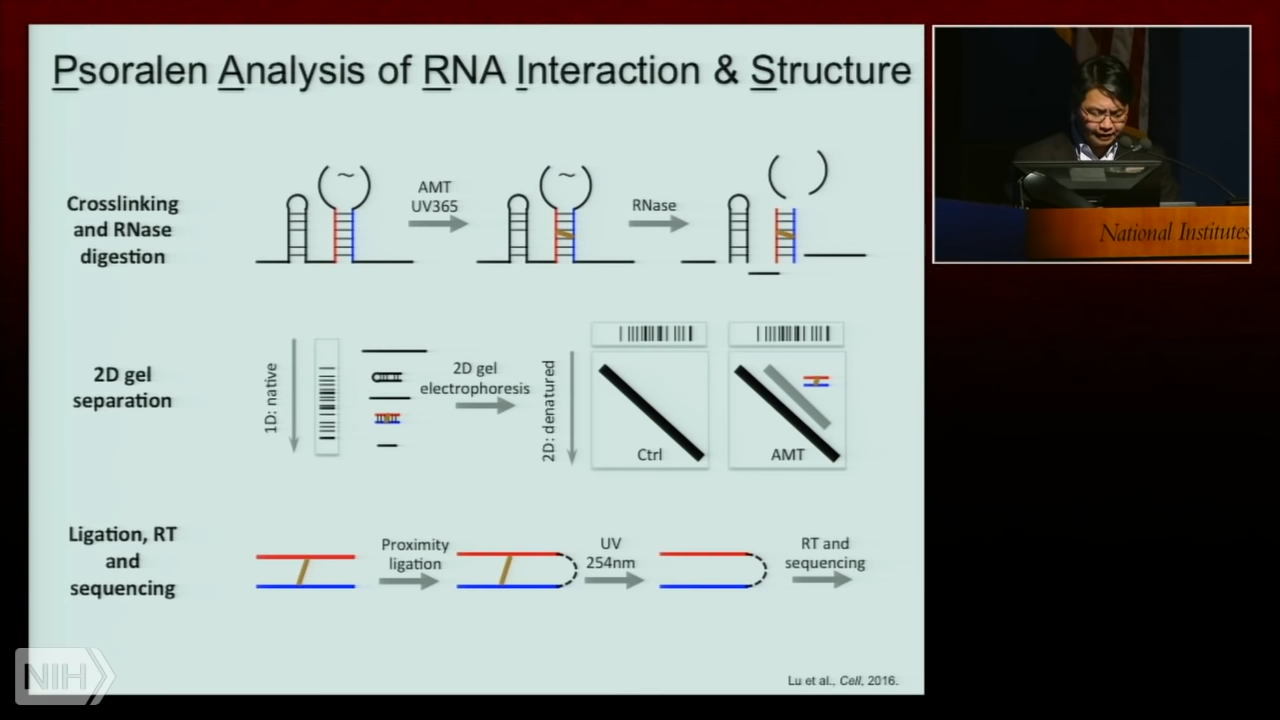 Psoralen Analysis of RNA Interaction & Structure
Crosslinking
and RNase
digestion
AMT
UV365
RNase
2D gel
separation
1D: native
2D gel
electrophoresis
2D: denatured
Ctrl
AMT
Ligation, RT
and
sequencing
Proximity
ligation
UV
254nm
RT and
sequencing
Lu et al., Cell, 2016.
National Institutes
NIH